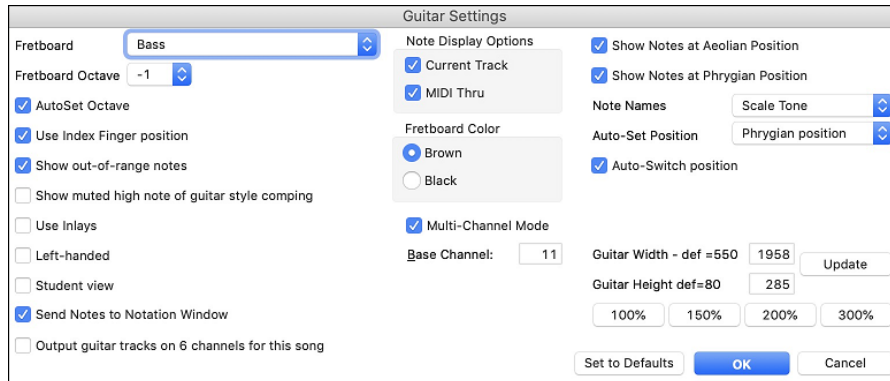 Guitar Settings
Fretboard Bass
Fretboard Octave -1
AutoSet Octave
Use Index Finger position
Show out-of-range notes
Show muted high note of guitar style comping
Use Inlays
Left-handed
Student view
Send Notes to Notation Window
Output guitar tracks on 6 channels for this song
Note Display Options
Current Track
MIDI Thru
Fretboard Color
Brown
Black
Multi-Channel Mode
Base Channel: 11
Show Notes at Aeolian Position
Show Notes at Phrygian Position
Note Names Scale Tone
Auto-Set Position Phrygian position
Auto-Switch position
Guitar Width - def =550 1958
Guitar Height def=80 285
Update
100% 150% 200% 300%
Set to Defaults OK Cancel